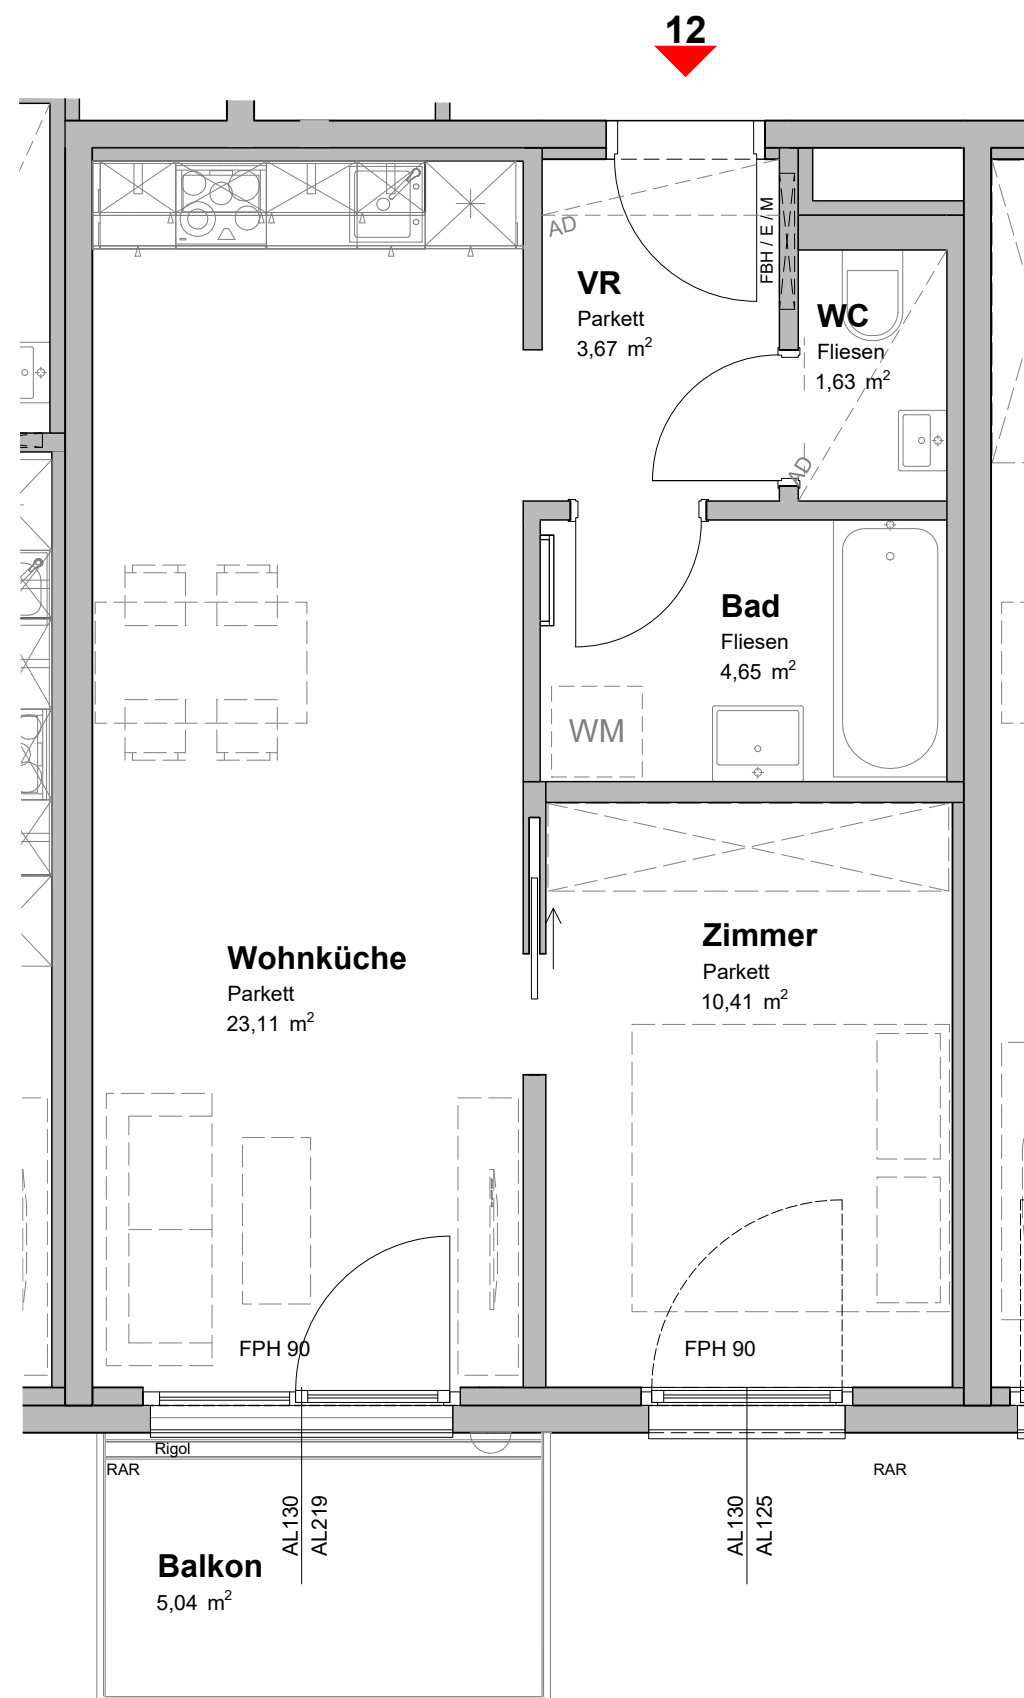 12
AD
FBH / E / M
VR
Parkett
3,67 m²
WC
Fliesen
1,63 m²
AD
Bad
Fliesen
4,65 m²
WM
Wohnküche
Parkett
23,11 m²
Zimmer
Parkett
10,41 m²
FPH 90
FPH 90
Rigol
RAR
RAR
AL130
AL219
AL130
AL125
Balkon
5,04 m²